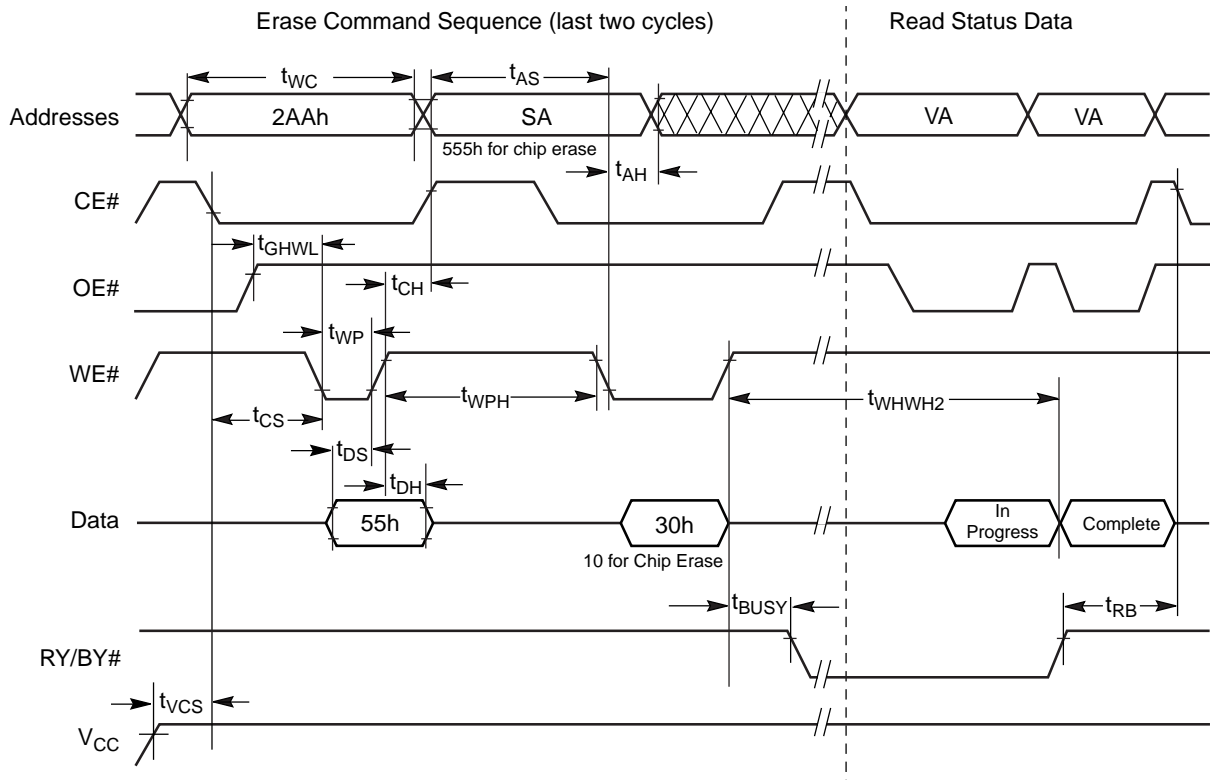 Erase Command Sequence (last two cycles)
Read Status Data
tWC
tAS
Addresses
2AAh
SA
VA
VA
555h for chip erase
tAH
CE#
tGHWL
OE#
tCH
tWP
WE#
tWPH
tWHWH2
tCS
tDS
tDH
Data
55h
30h
In
Progress
Complete
10 for Chip Erase
tBUSY
tRB
RY/BY#
tVCS
VCC